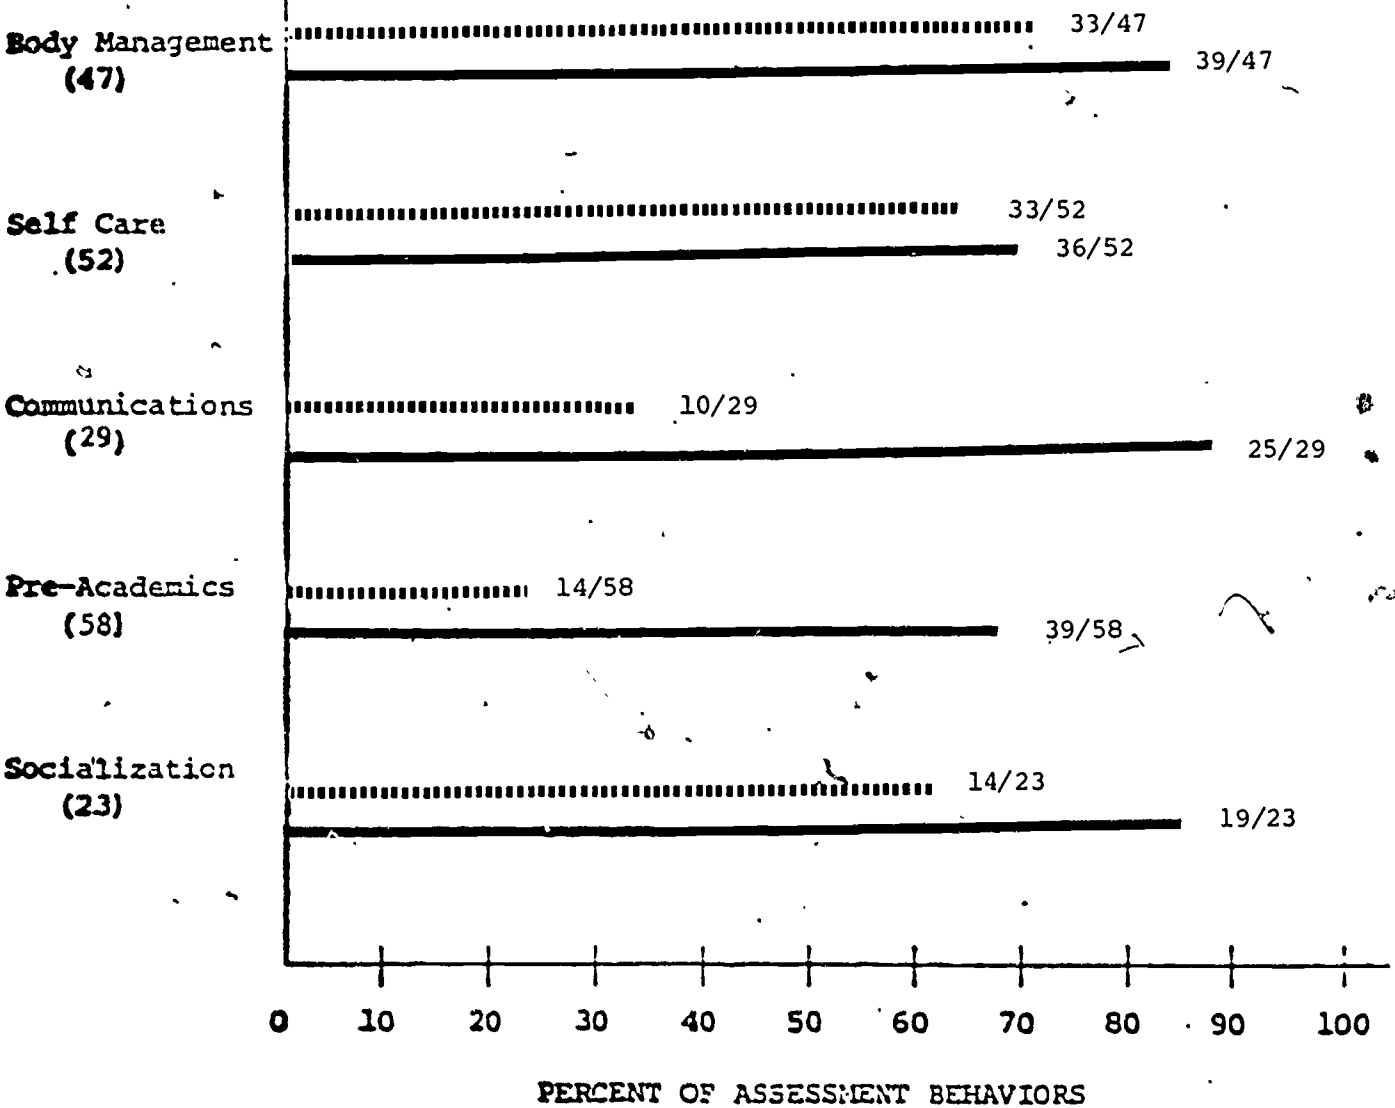 33/47
Body Management
39/47
(47)
33/52
Self Care
36/52
(52)
Communications
10/29
(29)
25/29
Pre-Academics
14/58
(58)
39/58
Socialization
14/23
(23)
19/23
0 10 20 30 40 50 60 70 80 90 100
PERCENT OF ASSESSMENT BEHAVIORS